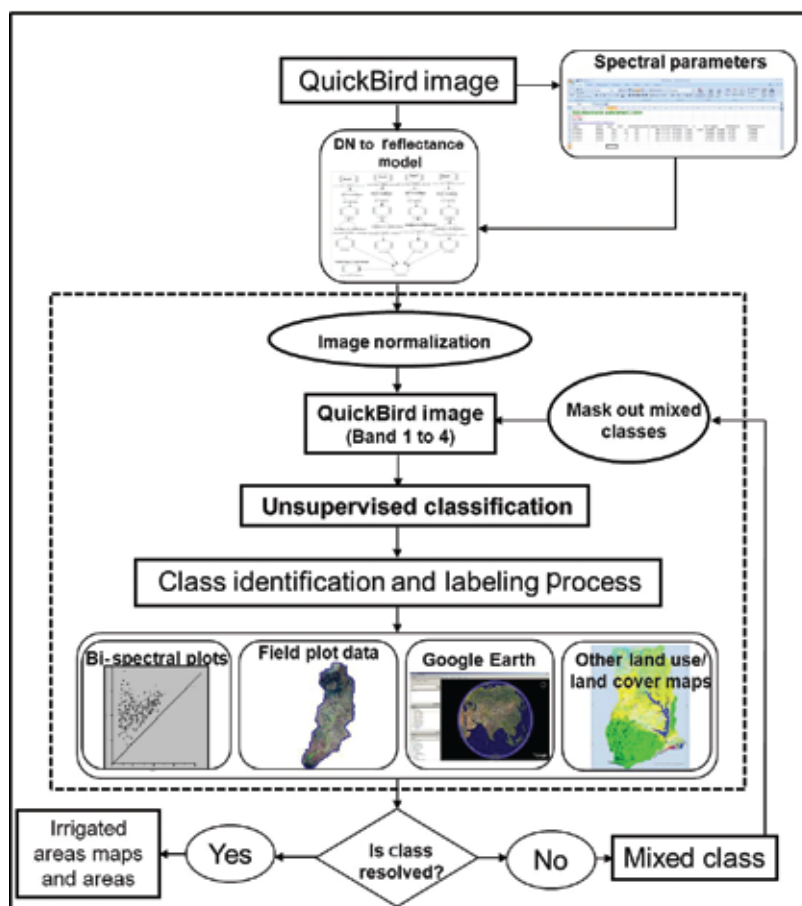 QuickBird image
Spectral parameters
DN to reflectance
model
Image normalization
QuickBird image
(Band 1 to 4)
Mask out mixed
classes
Unsupervised classification
Class identification and labeling process
Bi-spectral plots
Field plot data
Google Earth
Other land use/
land cover maps
Irrigated
areas maps
and areas
Yes
Is class
resolved?
No
Mixed class